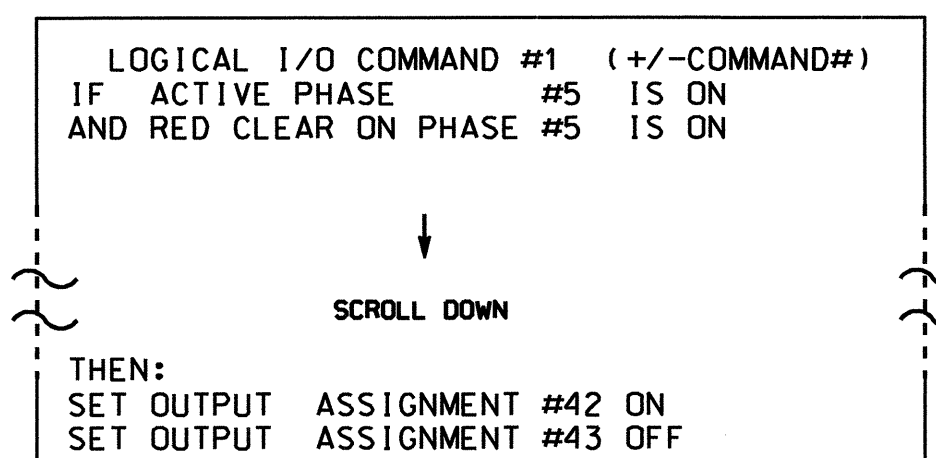 LOGICAL I/O COMMAND #1 (+/-COMMAND#)
IF ACTIVE PHASE #5 IS ON
AND RED CLEAR ON PHASE #5 IS ON
SCROLL DOWN
THEN:
SET OUTPUT ASSIGNMENT #42 ON
SET OUTPUT ASSIGNMENT #43 OFF